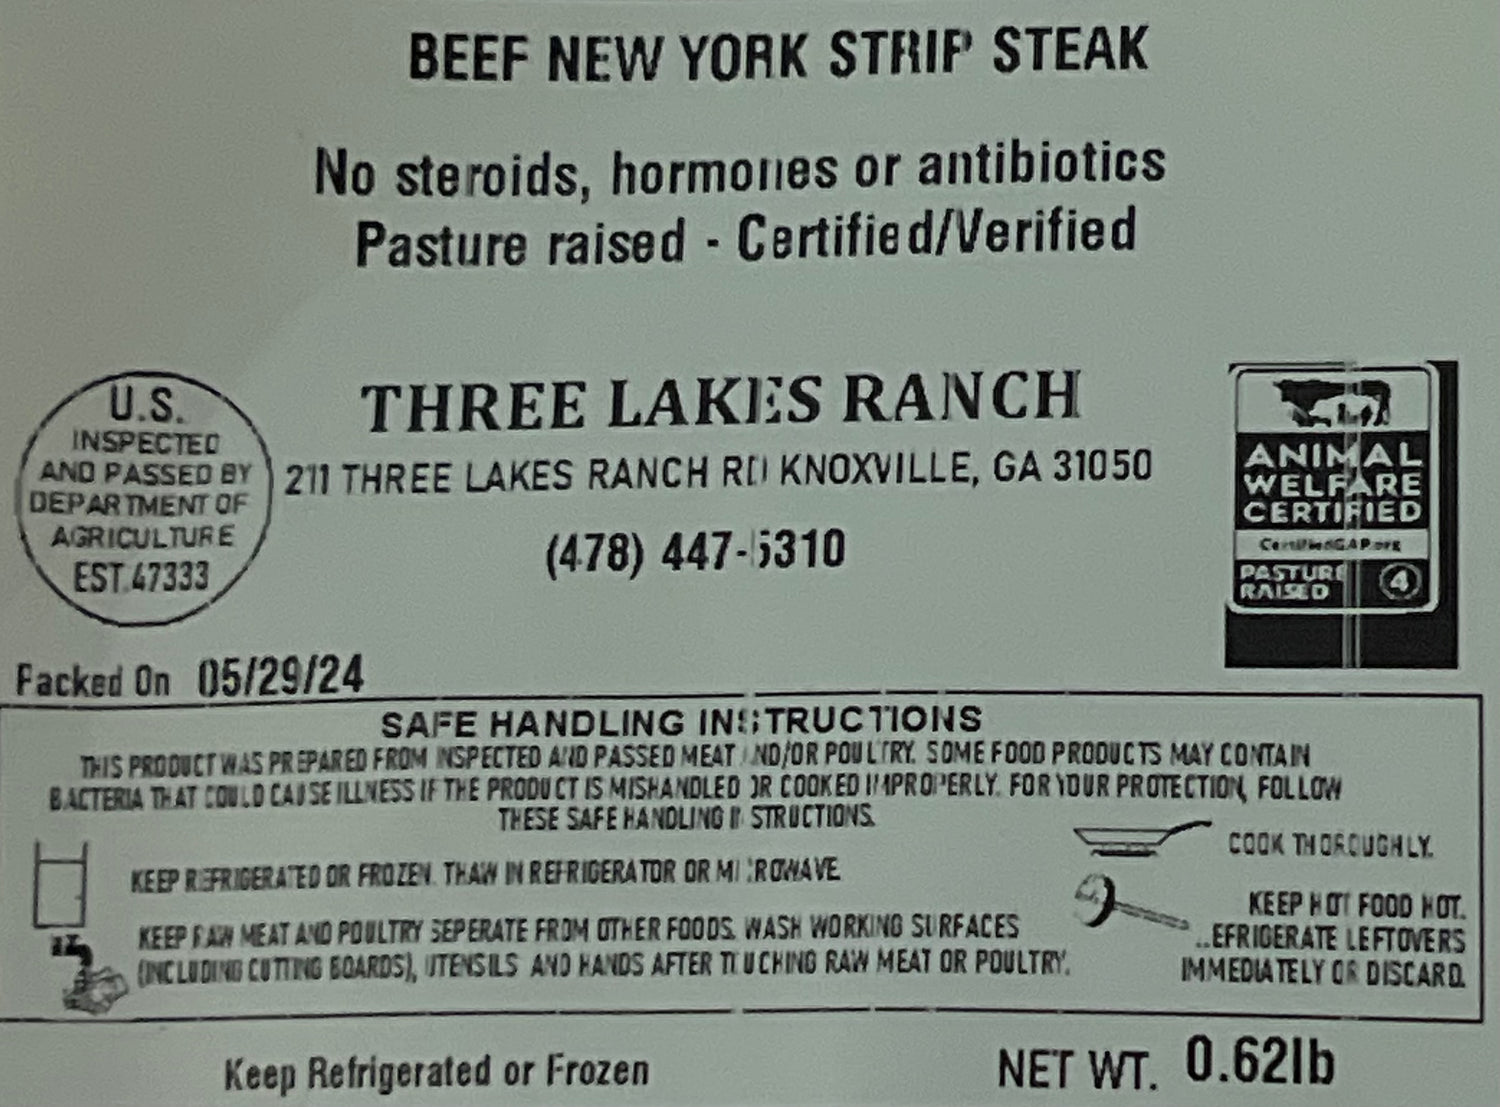 BEEF NEW YORK STRIP STEAK
No steroids, hormones or antibiotics
Pasture raised - Certified/Verified
U.S.
INSPECTED
AND PASSED BY
DEPARTMENT OF
AGRICULTURE
EST.47333
THREE LAKES RANCH
211 THREE LAKES RANCH RD KNOXVILLE, GA 31050
(478) 447-5310
ANIMAL
WELFARE
CERTIFIED
CertifiedGAP.org
PASTURE
RAISED
4
Packed On 05/29/24
SAFE HANDLING INSTRUCTIONS
THIS PRODUCT WAS PREPARED FROM INSPECTED AND PASSED MEAT AND/OR POULTRY. SOME FOOD PRODUCTS MAY CONTAIN
BACTERIA THAT COULD CAUSE ILLNESS IF THE PRODUCT IS MISHANDLED OR COOKED IMPROPERLY. FOR YOUR PROTECTION, FOLLOW
THESE SAFE HANDLING INSTRUCTIONS.
KEEP REFRIGERATED OR FROZEN. THAW IN REFRIGERATOR OR MICROWAVE.
KEEP RAW MEAT AND POULTRY SEPERATE FROM OTHER FOODS. WASH WORKING SURFACES
(INCLUDING CUTTING BOARDS), UTENSILS AND HANDS AFTER TOUCHING RAW MEAT OR POULTRY.
COOK THOROUGHLY.
KEEP HOT FOOD HOT.
REFRIGERATE LEFTOVERS
IMMEDIATELY OR DISCARD.
Keep Refrigerated or Frozen
NET WT. 0.62lb